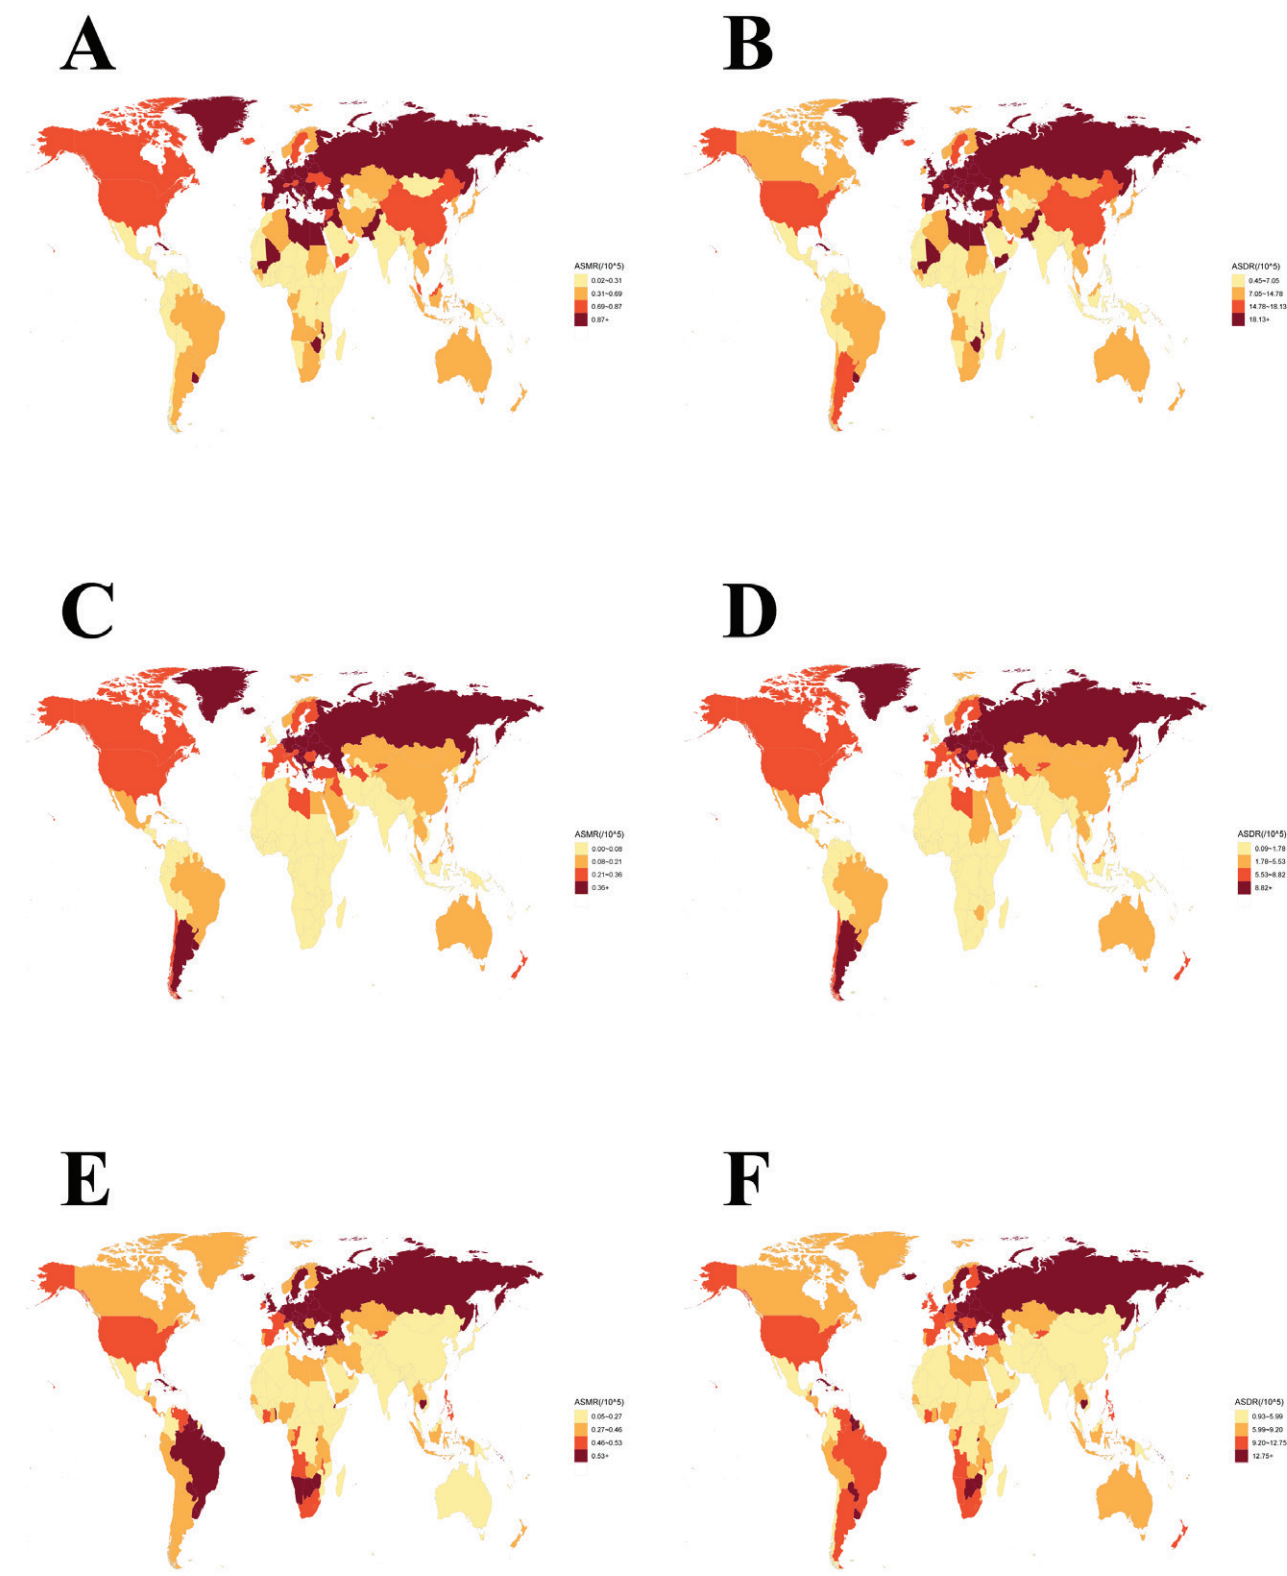 A
B
ASMR(/10^5)
0.02~0.31
0.31~0.69
0.69~0.87
0.87+
ASDR(/10^5)
0.45~7.05
7.05~14.78
14.78~18.13
18.13+
C
D
ASMR(/10^5)
0.00~0.08
0.08~0.21
0.21~0.36
0.36+
ASDR(/10^5)
0.09~1.78
1.78~5.53
5.53~8.82
8.82+
E
F
ASMR(/10^5)
0.05~0.27
0.27~0.46
0.46~0.53
0.53+
ASDR(/10^5)
0.93~5.99
5.99~9.20
9.20~12.75
12.75+